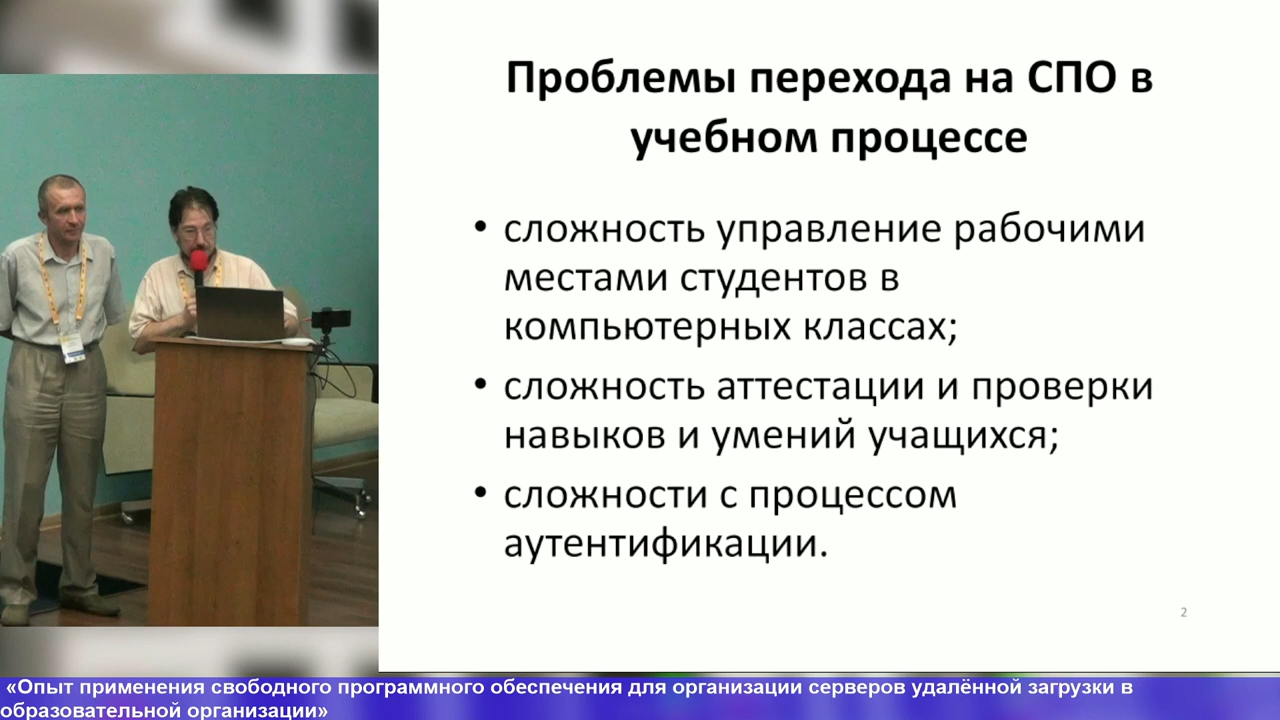 Проблемы перехода на СПО в
учебном процессе
• сложность управление рабочими
местами студентов в
компьютерных классах;
• сложность аттестации и проверки
навыков и умений учащихся;
• сложности с процессом
аутентификации.
2
«Опыт применения свободного программного обеспечения для организации серверов удалённой загрузки в
образовательной организации»